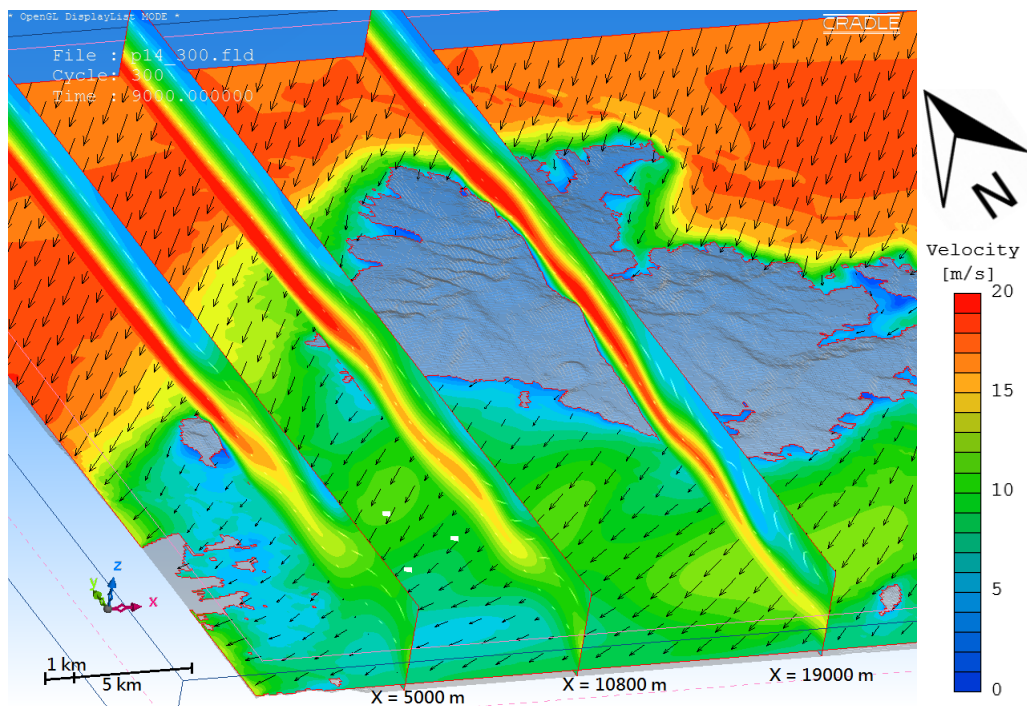 * OpenGL DisplayList MODE *
CRADLE
File : p14_300.fld
Cycle: 300
Time : 9000.000000
N
Velocity
[m/s]
20
15
10
5
0
z
y
x
1 km
5 km
X = 5000 m
X = 10800 m
X = 19000 m